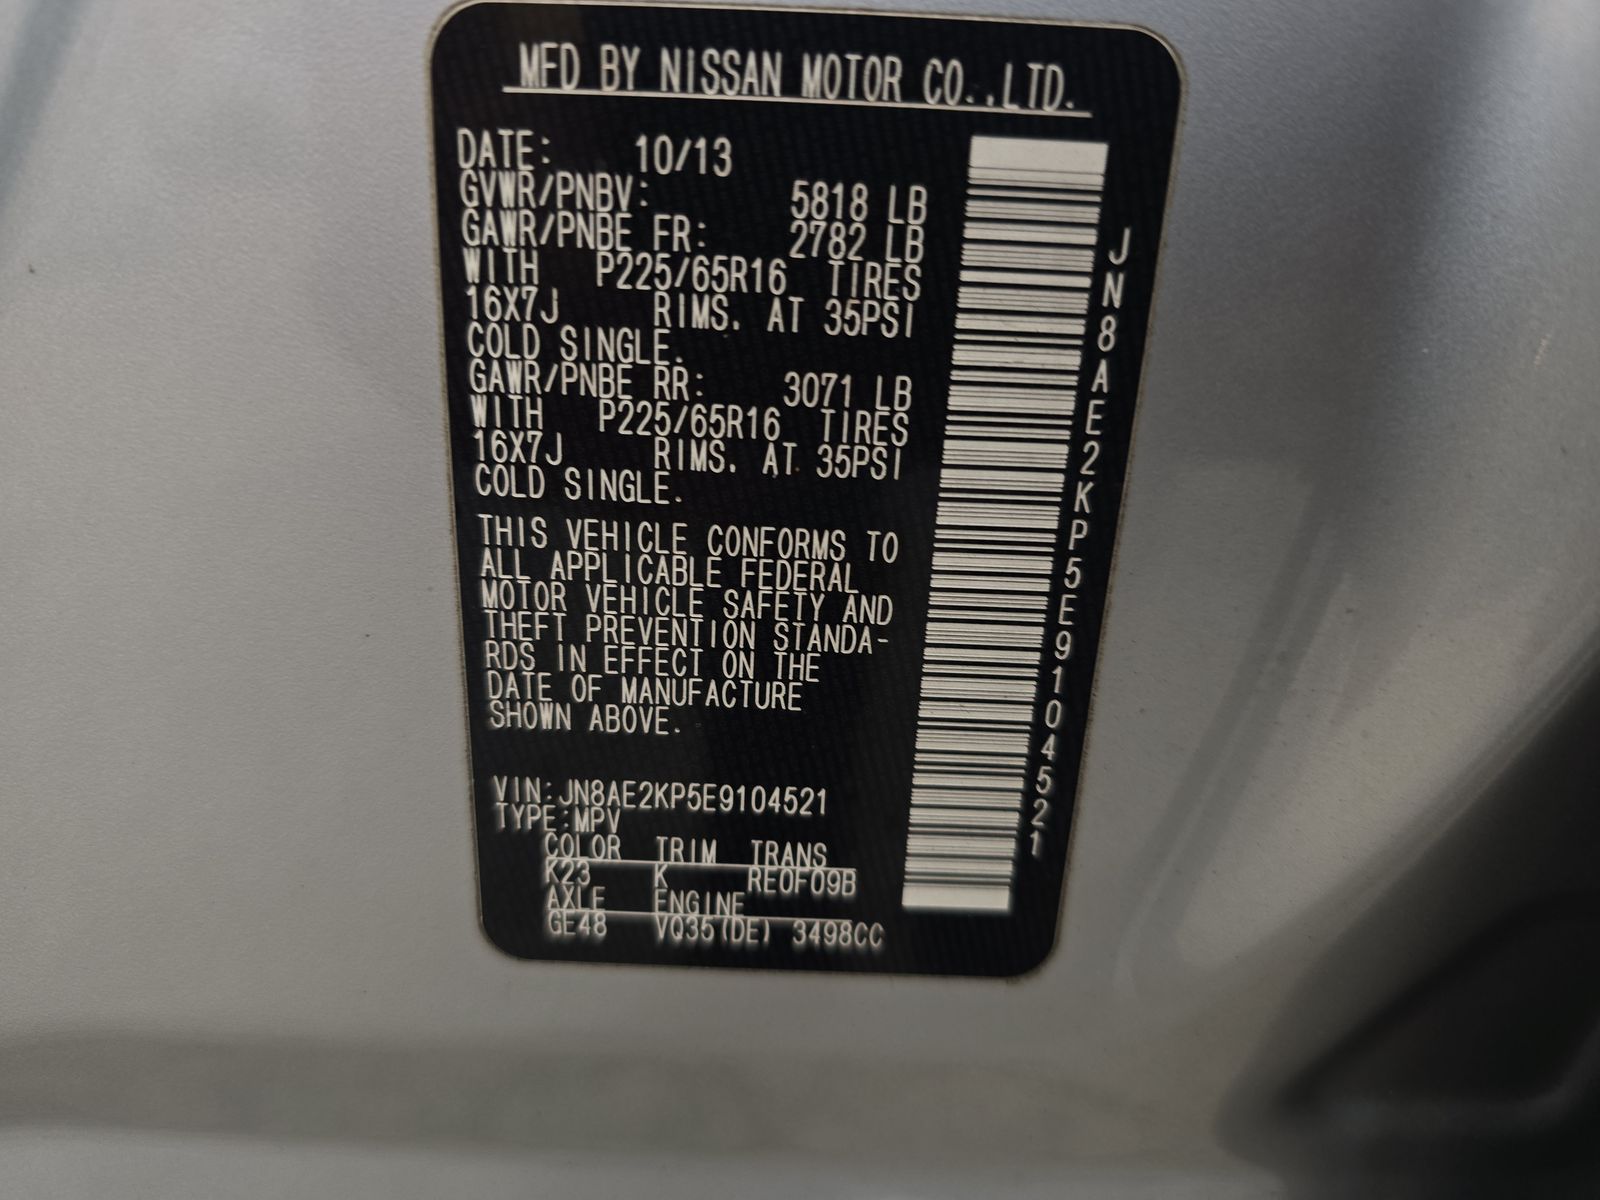 MFD BY NISSAN MOTOR CO.,LTD.
DATE: 10/13
GVWR/PNBV: 5818 LB
GAWR/PNBE FR: 2782 LB
WITH P225/65R16 TIRES
16X7J RIMS. AT 35PSI
COLD SINGLE.
GAWR/PNBE RR: 3071 LB
WITH P225/65R16 TIRES
16X7J RIMS. AT 35PSI
COLD SINGLE.
THIS VEHICLE CONFORMS TO
ALL APPLICABLE FEDERAL
MOTOR VEHICLE SAFETY AND
THEFT PREVENTION STANDA-
RDS IN EFFECT ON THE
DATE OF MANUFACTURE
SHOWN ABOVE.
VIN:JN8AE2KP5E9104521
TYPE:MPV
COLOR TRIM TRANS
K23 K RE0F09B
AXLE ENGINE
GE48 VQ35(DE) 3498CC
JN8AE2KP5E9104521